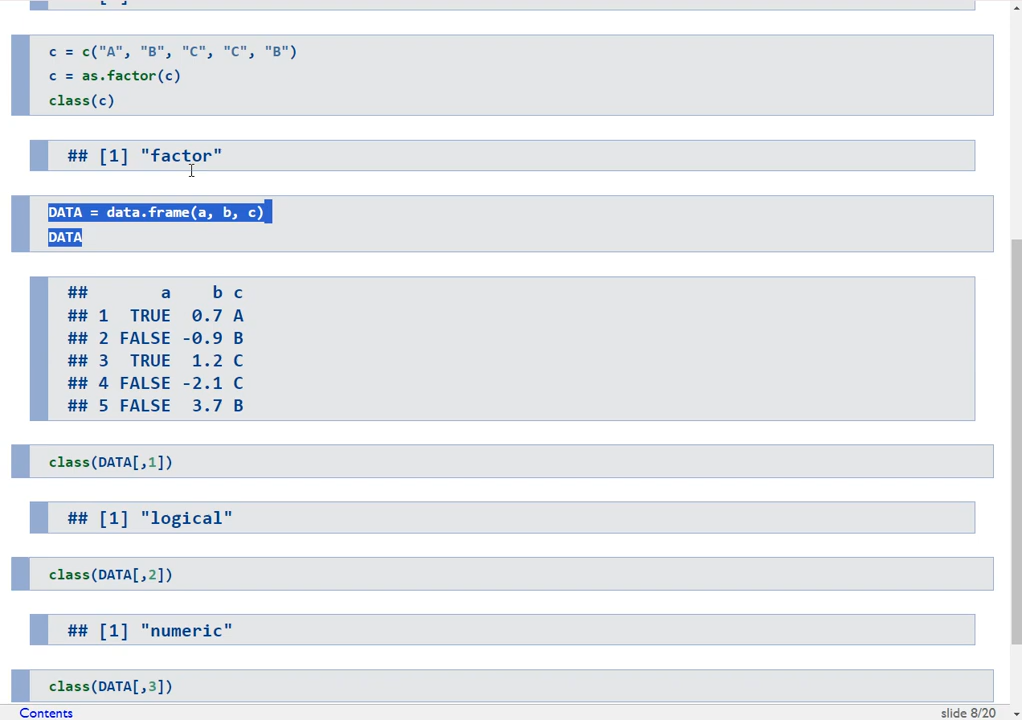 c = c("A", "B", "C", "C", "B")
c = as.factor(c)
class(c)
## [1] "factor"
DATA = data.frame(a, b, c)
DATA
##       a    b c
## 1  TRUE  0.7 A
## 2 FALSE -0.9 B
## 3  TRUE  1.2 C
## 4 FALSE -2.1 C
## 5 FALSE  3.7 B
class(DATA[,1])
## [1] "logical"
class(DATA[,2])
## [1] "numeric"
class(DATA[,3])
Contents
slide 8/20